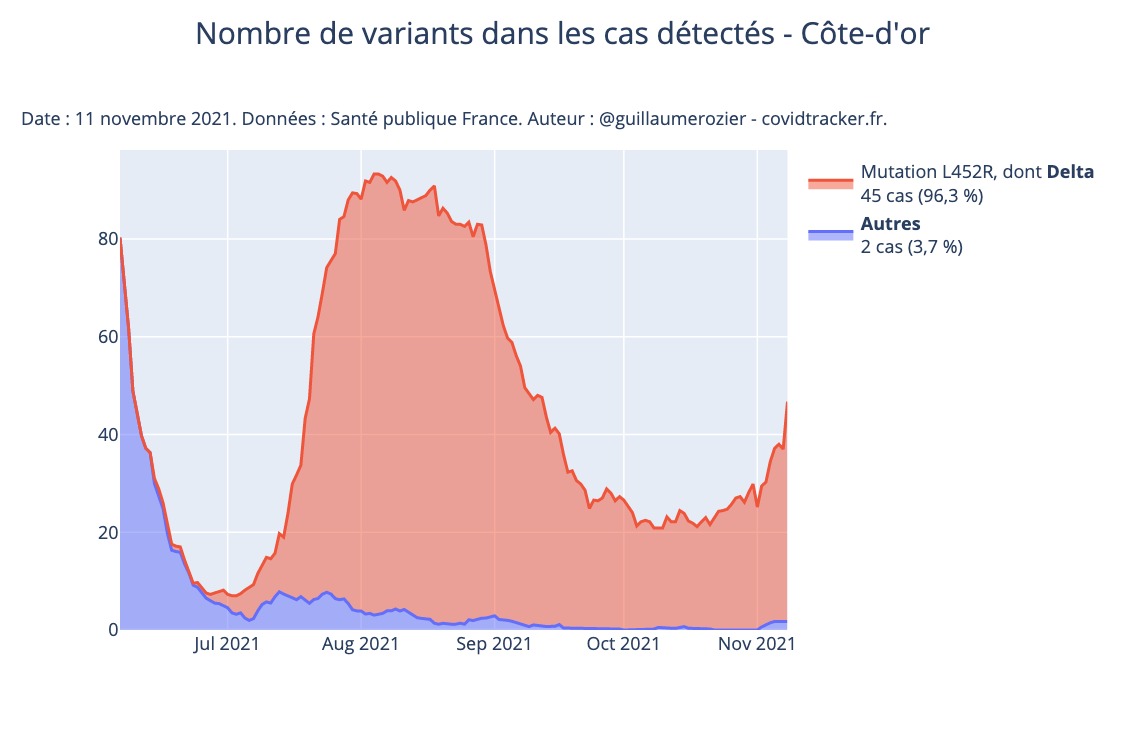 Nombre de variants dans les cas détectés - Côte-d'or
Date : 11 novembre 2021. Données : Santé publique France. Auteur : @guillaumerozier - covidtracker.fr.
Mutation L452R, dont Delta
45 cas (96,3 %)
Autres
2 cas (3,7 %)
80
60
40
20
0
Jul 2021 Aug 2021 Sep 2021 Oct 2021 Nov 2021